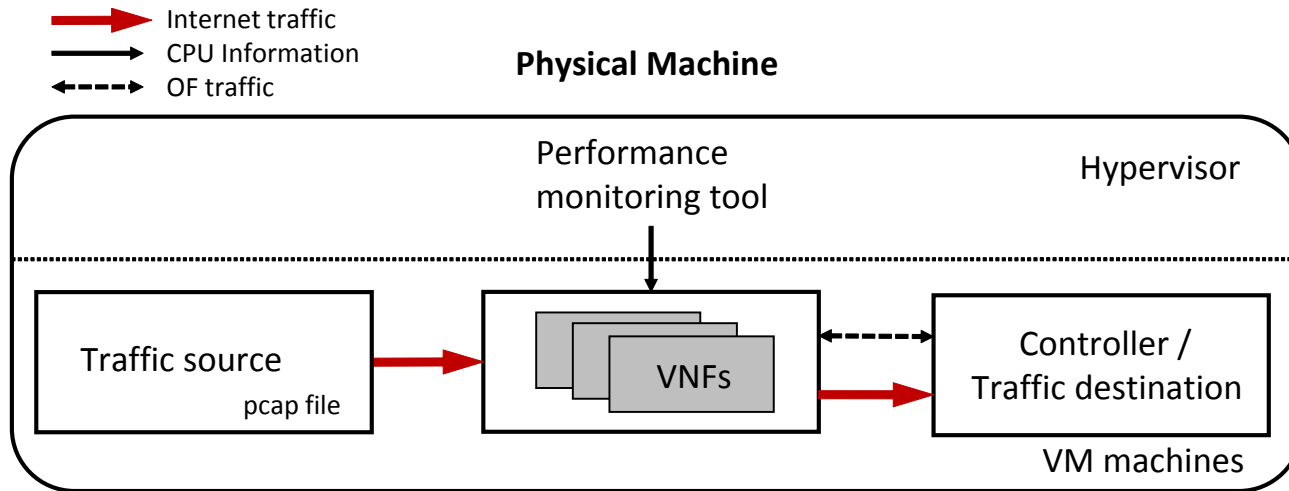 Internet traffic
CPU Information
OF traffic
Physical Machine
Performance
monitoring tool
Hypervisor
Traffic source
pcap file
VNFs
Controller /
Traffic destination
VM machines